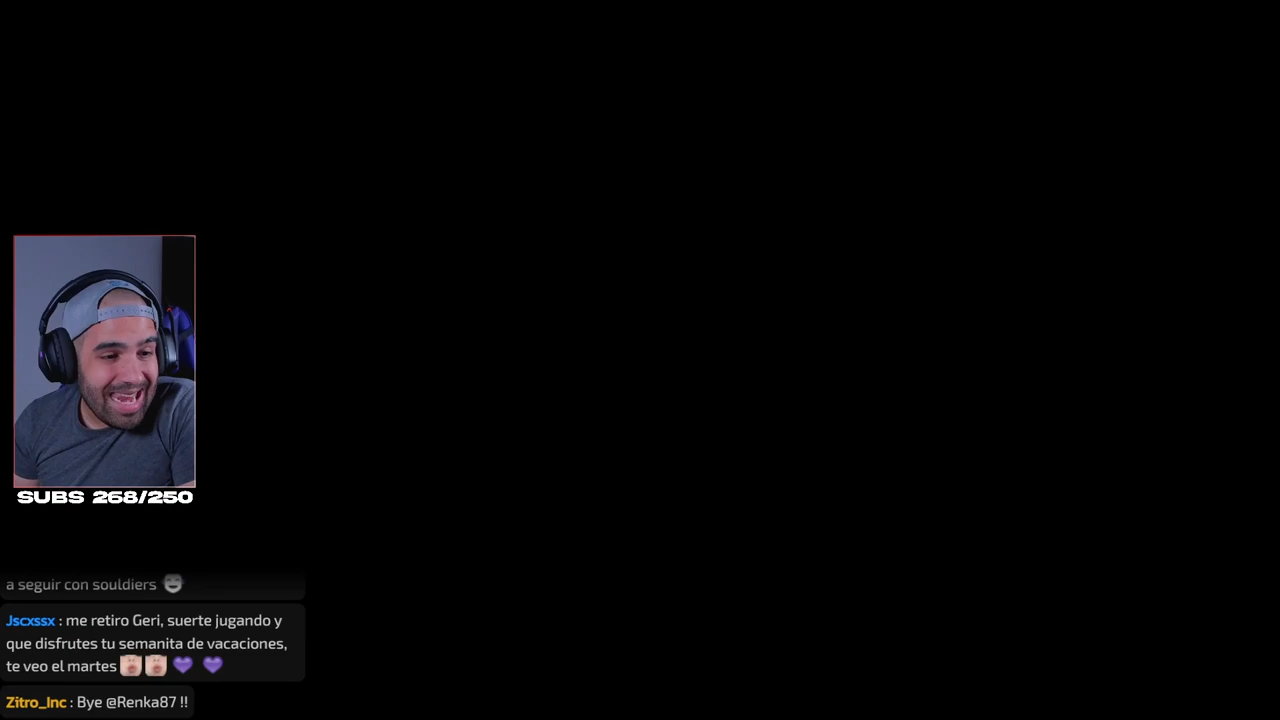 SUBS 268/250
a seguir con souldiers
Jscxssx : me retiro Geri, suerte jugando y
que disfrutes tu semanita de vacaciones,
te veo el martes
Zitro_Inc : Bye @Renka87 !!